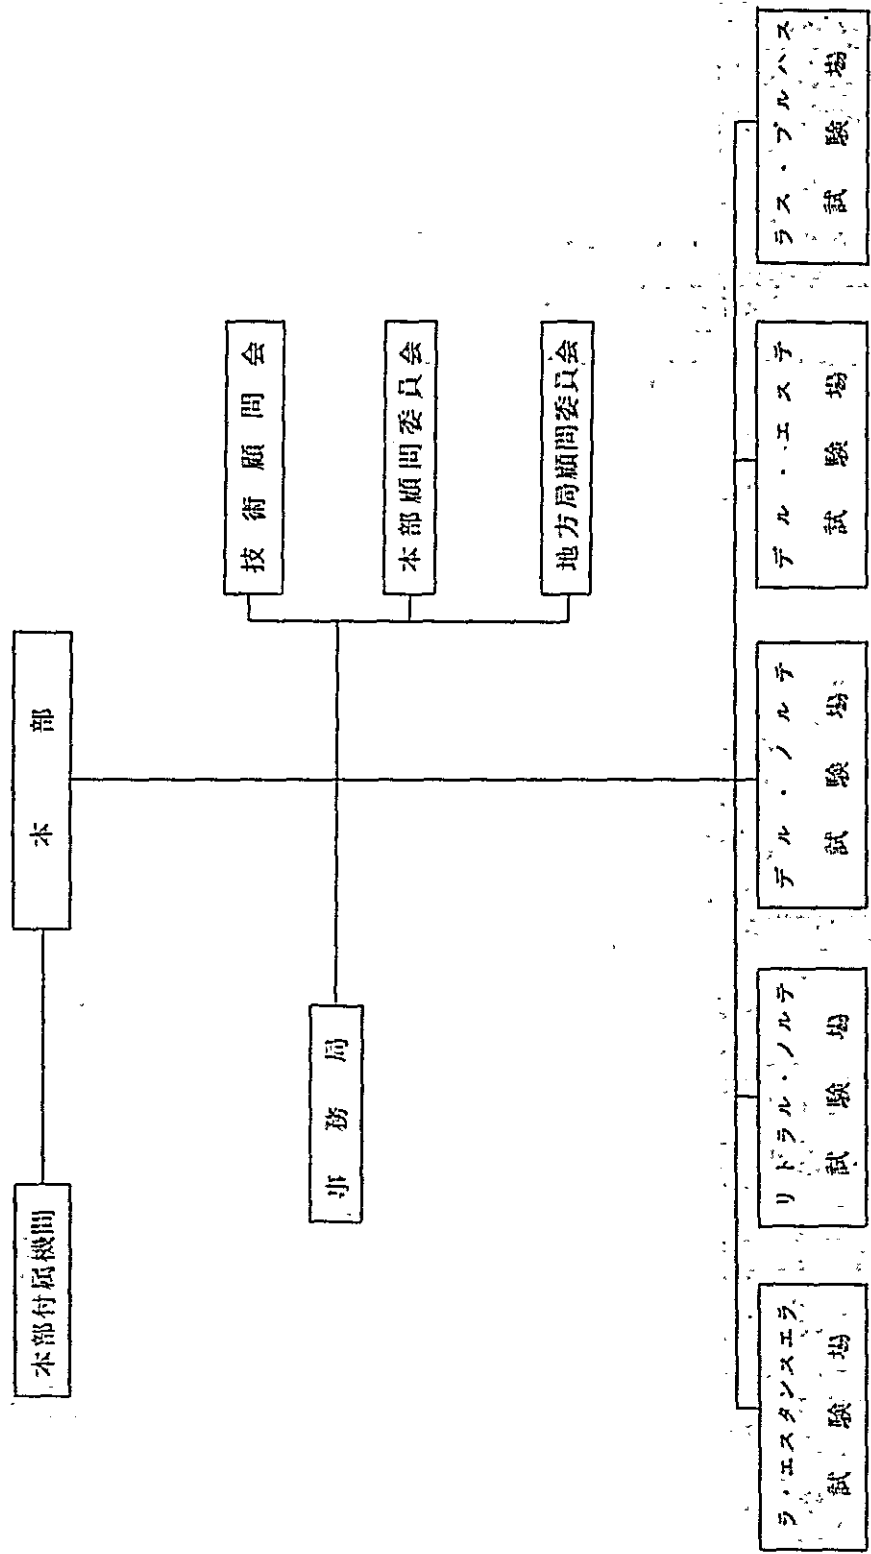 本部付属機関
本部
技術顧問会
事務局
本部顧問委員会
地方局顧問委員会
ラ・エスタンスエラ
試験場
リドラル・ノルテ
試験場
デル・ノルテ
試験場
デル・エステ
試験場
ラス・ブルハス
試験場